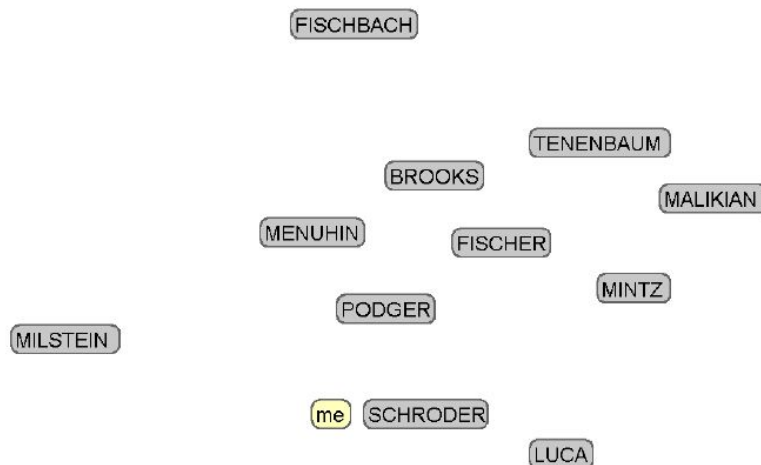 FISCHBACH
TENENBAUM
BROOKS
MALIKIAN
MENUHIN
FISCHER
MINTZ
PODGER
MILSTEIN
me
SCHRODER
LUCA